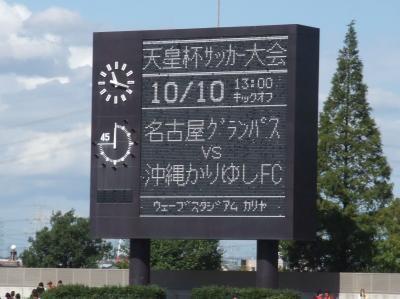 天皇杯サッカー大会
10/10 13:00
キックオフ
名古屋グランパス
VS
沖縄かりゆしFC
ウェーブスタジアム カリヤ
45